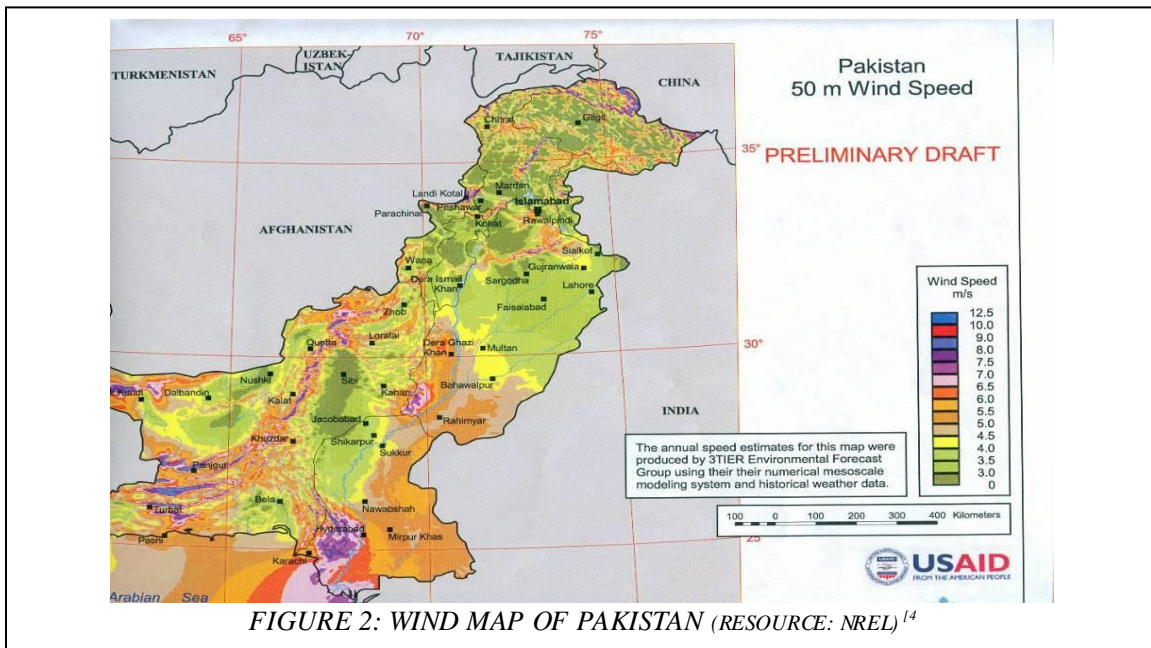 65°
70°
75°
UZBEK-
ISTAN
TURKMENISTAN
TAJIKISTAN
CHINA
Pakistan
50 m Wind Speed
PRELIMINARY DRAFT
35°
Chitral
Gilgit
Mardan
Landi Kotal
Peshawar
Islamabad
Parachinar
Kohat
Rawalpindi
AFGHANISTAN
Sialkot
Wana
Gujranwala
Dera Ismail
Khan
Sargodha
Lahore
Faisalabad
Zhob
Wind Speed
m/s
12.5
10.0
9.0
8.0
7.5
7.0
6.5
6.0
5.5
5.0
4.5
4.0
3.5
3.0
0
30°
Quetta
Loralai
Dera Ghazi
Khan
Multan
Nushki
Sibi
Kundi
Dalbandin
Kalat
Kahan
Bahawalpur
INDIA
Jacobabad
Rahimyar
Khuzdar
Shikarpur
Sukkur
Panjgur
The annual speed estimates for this map were
produced by 3TIER Environmental Forecast
Group using their their numerical mesoscale
modeling system and historical weather data.
Turbat
Bela
Nawabshah
100 0 100 200 300 400 Kilometers
Pasni
Hyderabad
Mirpur Khas
25
Karachi
Arabian Sea
USAID
FROM THE AMERICAN PEOPLE
FIGURE 2: WIND MAP OF PAKISTAN (RESOURCE: NREL) [4